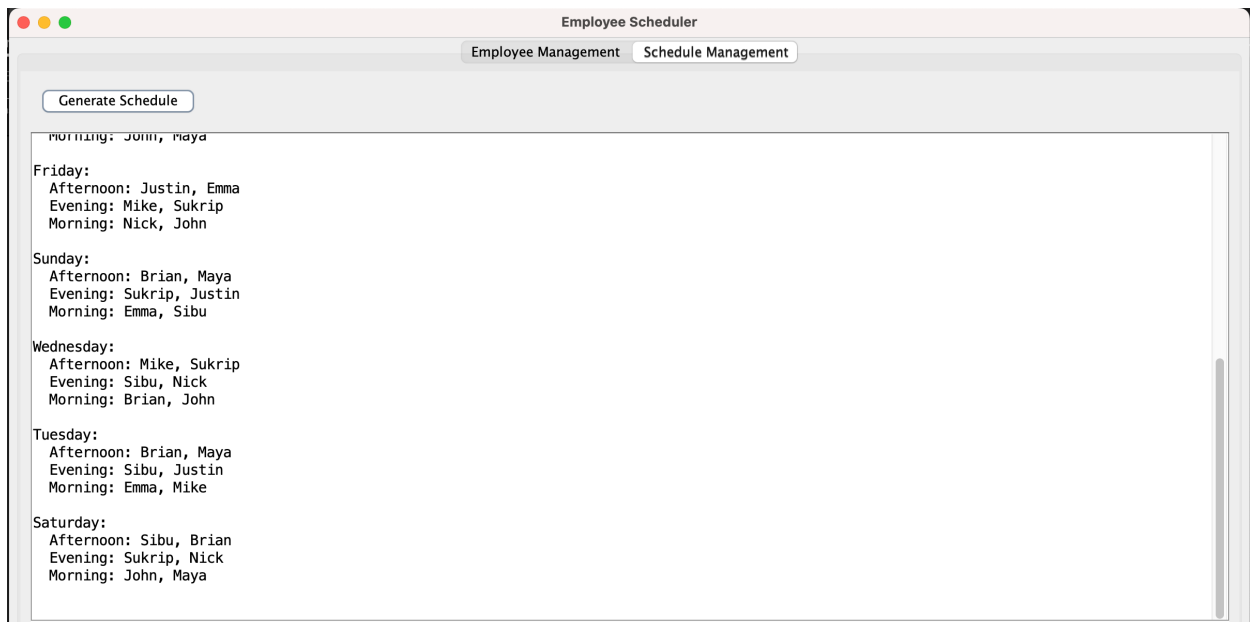 Employee Scheduler
Employee Management Schedule Management
Generate Schedule
Morning: John, Maya
Friday:
Afternoon: Justin, Emma
Evening: Mike, Sukrip
Morning: Nick, John
Sunday:
Afternoon: Brian, Maya
Evening: Sukrip, Justin
Morning: Emma, Sibu
Wednesday:
Afternoon: Mike, Sukrip
Evening: Sibu, Nick
Morning: Brian, John
Tuesday:
Afternoon: Brian, Maya
Evening: Sibu, Justin
Morning: Emma, Mike
Saturday:
Afternoon: Sibu, Brian
Evening: Sukrip, Nick
Morning: John, Maya